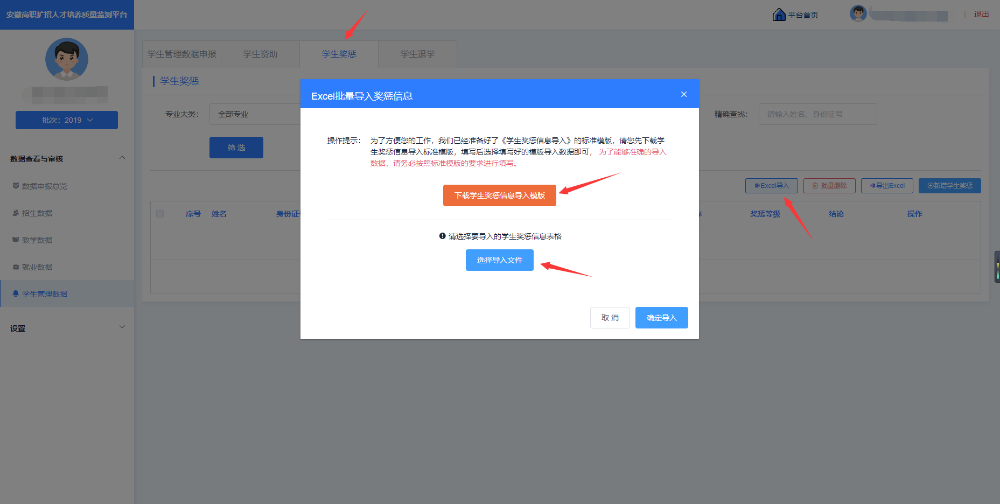 安徽高职扩招人才培养质量监测平台
平台首页
退出
批次：2019
数据查看与审核
数据申报总览
招生数据
教学数据
就业数据
学生管理数据
设置
学生管理数据申报
学生资助
学生奖惩
学生退学
学生奖惩
专业大类：
全部专业
精确查找：
请输入姓名、身份证号
筛 选
Excel导入
批量删除
导出Excel
新增学生奖惩
序号
姓名
身份证
奖惩等级
结论
操作
Excel批量导入奖惩信息
操作提示：
为了方便您的工作，我们已经准备好了《学生奖惩信息导入》的标准模版，请您先下载学
生奖惩信息导入标准模版，填写后选择填写好的模版导入数据即可， 为了能够准确的导入
数据，请务必按照标准模版的要求进行填写。
下载学生奖惩信息导入模版
请选择要导入的学生奖惩信息表格
选择导入文件
取 消
确定导入